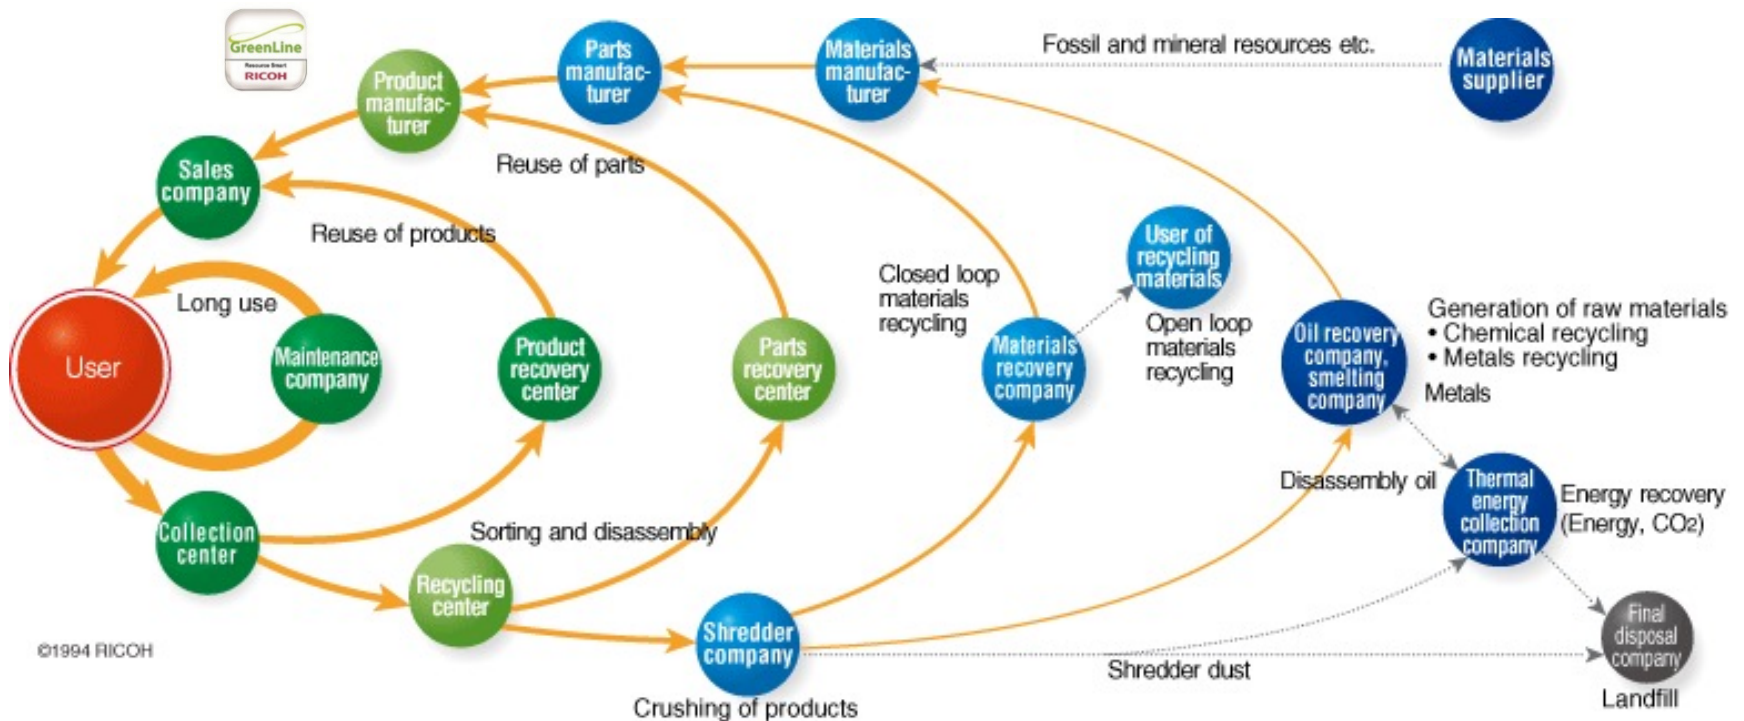 GreenLine
Resource Smart
RICOH
Product
manufac-
turer
Parts
manufac-
turer
Materials
manufac-
turer
Fossil and mineral resources etc.
Materials
supplier
Sales
company
Reuse of parts
Reuse of products
User of
recycling
materials
Closed loop
materials
recycling
Open loop
materials
recycling
Long use
User
Maintenance
company
Product
recovery
center
Parts
recovery
center
Materials
recovery
company
Oil recovery
company,
smelting
company
Generation of raw materials
• Chemical recycling
• Metals recycling
Metals
Disassembly oil
Thermal
energy
collection
company
Energy recovery
(Energy, CO2)
Collection
center
Sorting and disassembly
Recycling
center
Shredder
company
Crushing of products
Shredder dust
Final
disposal
company
Landfill
©1994 RICOH